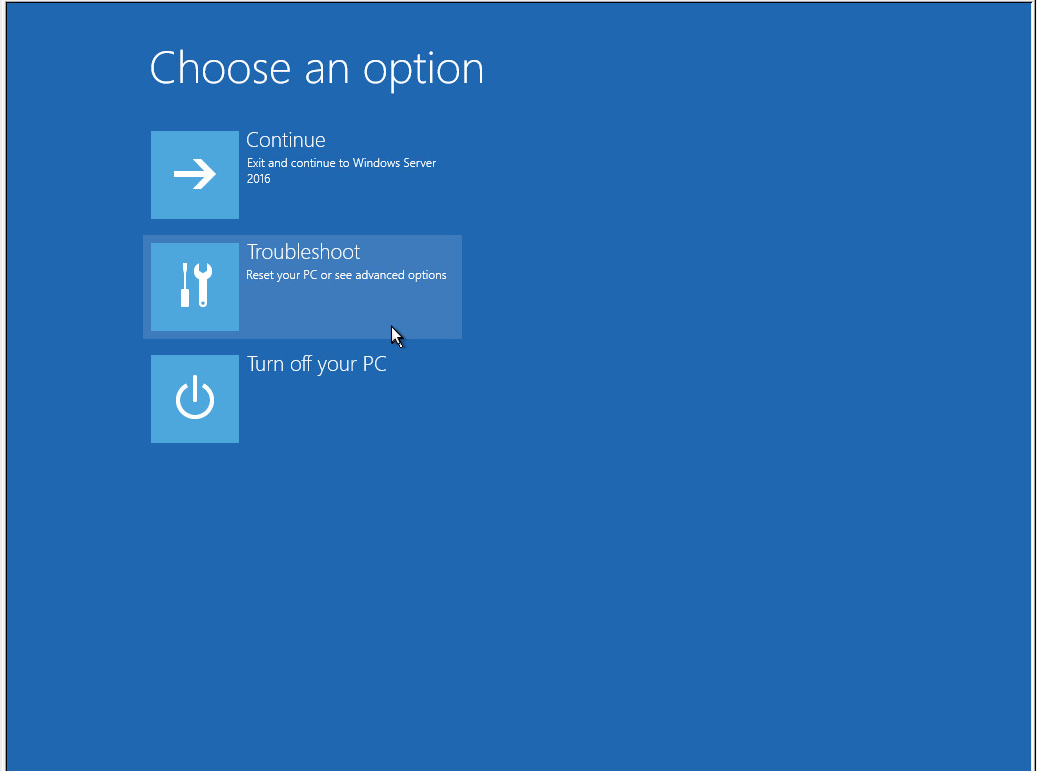 Choose an option
Continue
Exit and continue to Windows Server
2016
Troubleshoot
Reset your PC or see advanced options
Turn off your PC